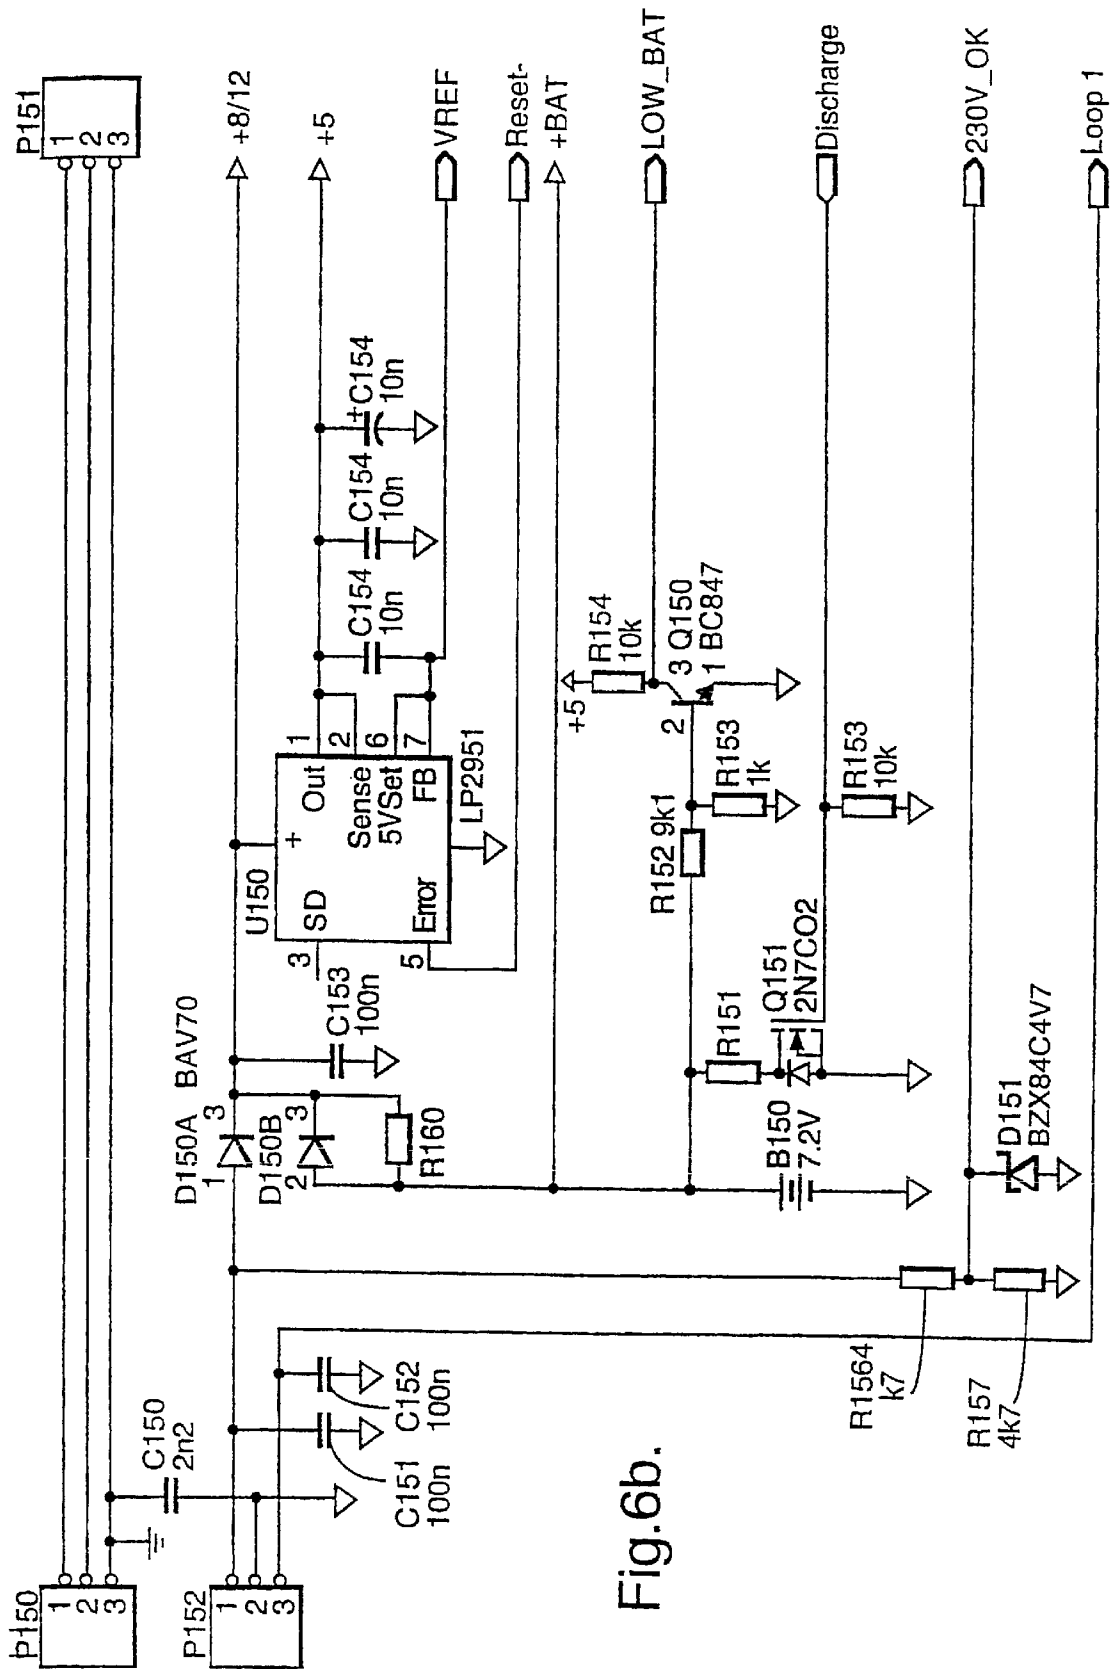 P151
1
2
3
+8/12
+5
VREF
Reset-
+BAT
LOW_BAT
Discharge
230V_OK
Loop 1
+C154
10n
C154
10n
C154
10n
U150
+
SD
3
Out
1
Sense
2
5VSet
6
FB
7
Error
5
LP2951
C153
100n
BAV70
D150A
1
3
D150B
2
3
R160
+5
R154
10k
3 Q150
1 BC847
2
R152 9k1
R153
1k
R153
10k
R151
Q151
2N7CO2
B150
7.2V
D151
BZX84C4V7
R1564
k7
R157
4k7
C150
2n2
C151
100n
C152
100n
P150
1
2
3
P152
1
2
3
Fig.6b.